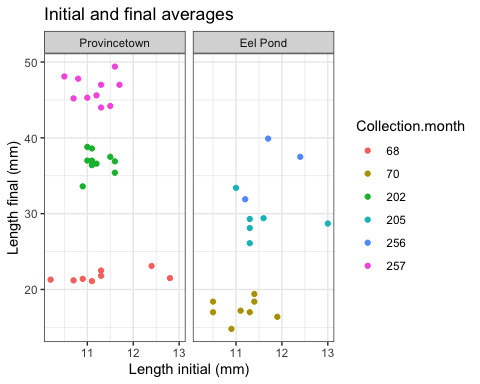 Initial and final averages
Provincetown
Eel Pond
50
40
30
20
Length final (mm)
11
12
13
11
12
13
Length initial (mm)
Collection.month
68
70
202
205
256
257